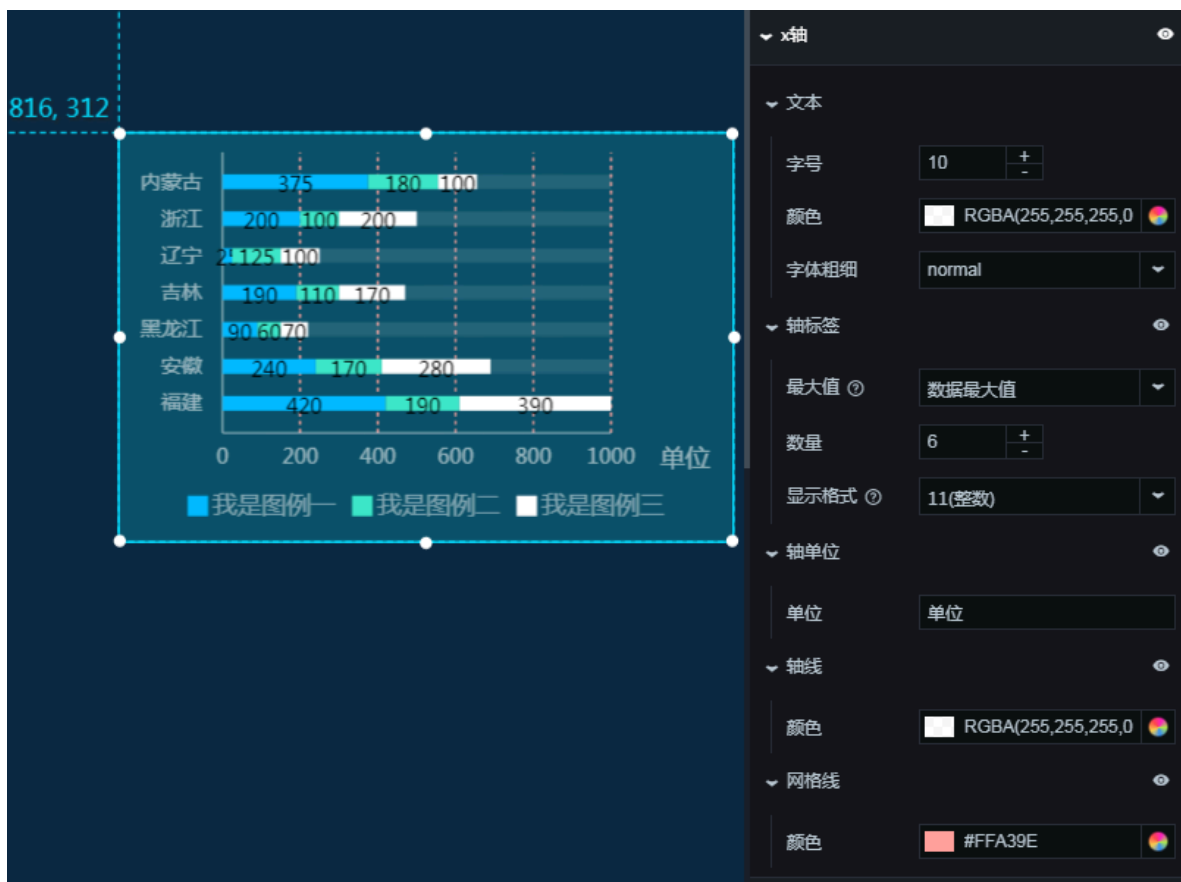 816, 312
内蒙古 375 180 100
浙江 200 100 200
辽宁 125 100
吉林 190 110 170
黑龙江 90 60 70
安徽 240 170 280
福建 420 190 390
0 200 400 600 800 1000 单位
我是图例一 我是图例二 我是图例三
x轴
文本
字号 10 + -
颜色 RGBA(255,255,255,0
字体粗细 normal
轴标签
最大值 ? 数据最大值
数量 6 + -
显示格式 ? 11(整数)
轴单位
单位 单位
轴线
颜色 RGBA(255,255,255,0
网格线
颜色 #FFA39E